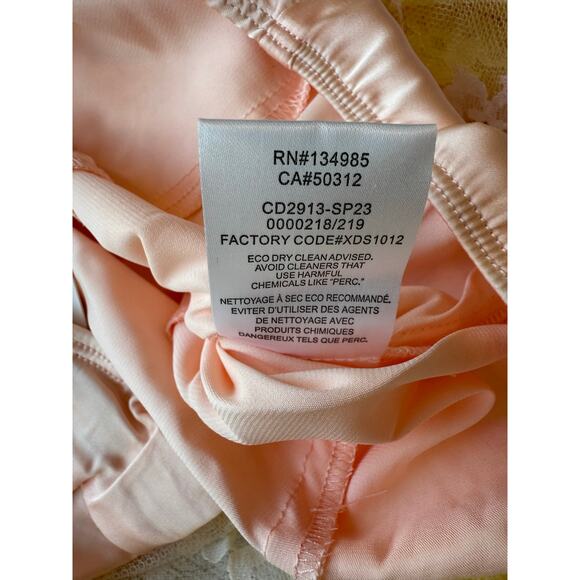 RN#134985
CA#50312
CD2913-SP23
0000218/219
FACTORY CODE#XDS1012
ECO DRY CLEAN ADVISED.
AVOID CLEANERS THAT
USE HARMFUL
CHEMICALS LIKE "PERC."
NETTOYAGE À SEC ECO RECOMMANDÉ.
EVITER D'UTILISER DES AGENTS
DE NETTOYAGE AVEC
PRODUITS CHIMIQUES
DANGEREUX TELS QUE PERC.